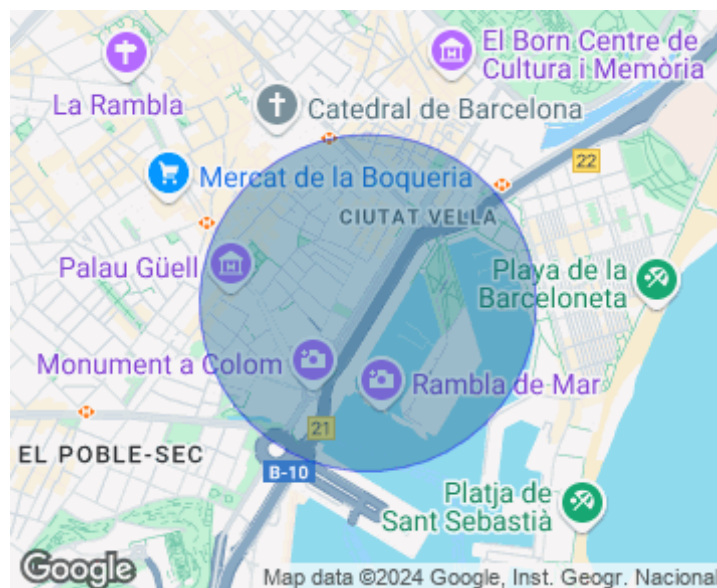 El Born Centre de
Cultura i Memòria
La Rambla
Catedral de Barcelona
22
Mercat de la Boqueria
CIUTAT VELLA
Palau Güell
Playa de la
Barceloneta
Monument a Colom
Rambla de Mar
21
EL POBLE-SEC
B-10
Platja de
Sant Sebastià
Google
Map data ©2024 Google, Inst. Geogr. Nacional